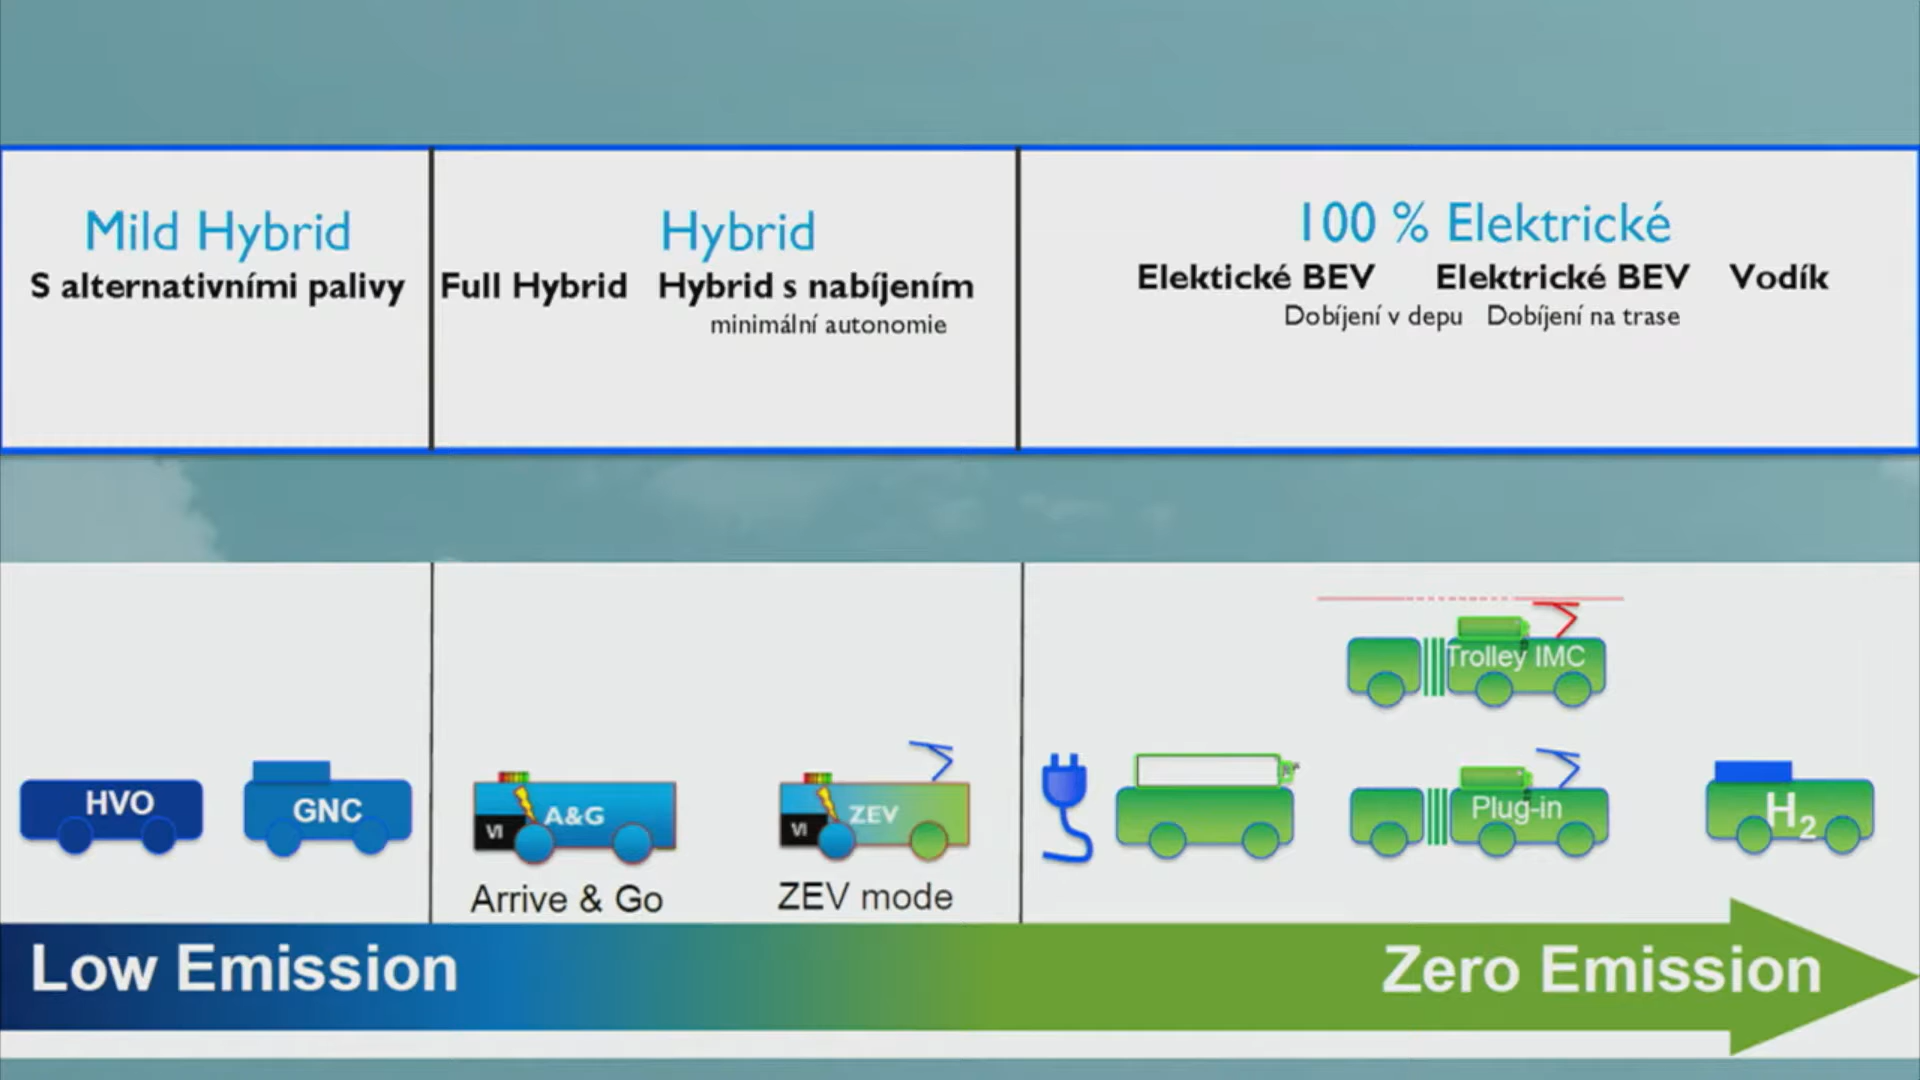 Mild Hybrid
S alternativními palivy
Hybrid
Full Hybrid Hybrid s nabíjením
minimální autonomie
100 % Elektrické
Elektické BEV Elektrické BEV Vodík
Dobíjení v depu Dobíjení na trase
Trolley IMC
HVO
GNC
VI A&G
VI ZEV
Plug-in
H2
Arrive & Go
ZEV mode
Low Emission
Zero Emission